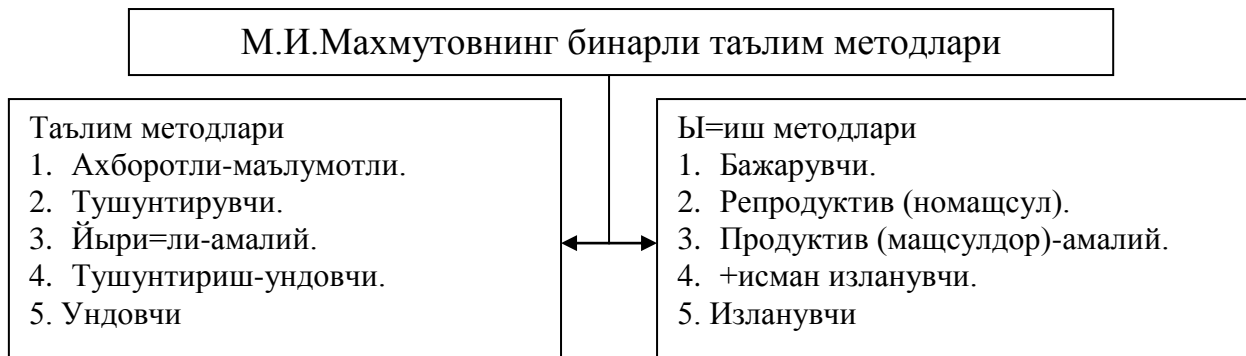 М.И.Махмутовнинг бинарли таълим методлари
Таълим методлари
1. Ахборотли-маълумотли.
2. Тушунтирувчи.
3. Йыри=ли-амалий.
4. Тушунтириш-ундовчи.
5. Ундовчи
Ы=иш методлари
1. Бажарувчи.
2. Репродуктив (номащсул).
3. Продуктив (мащсулдор)-амалий.
4. +исман изланувчи.
5. Изланувчи